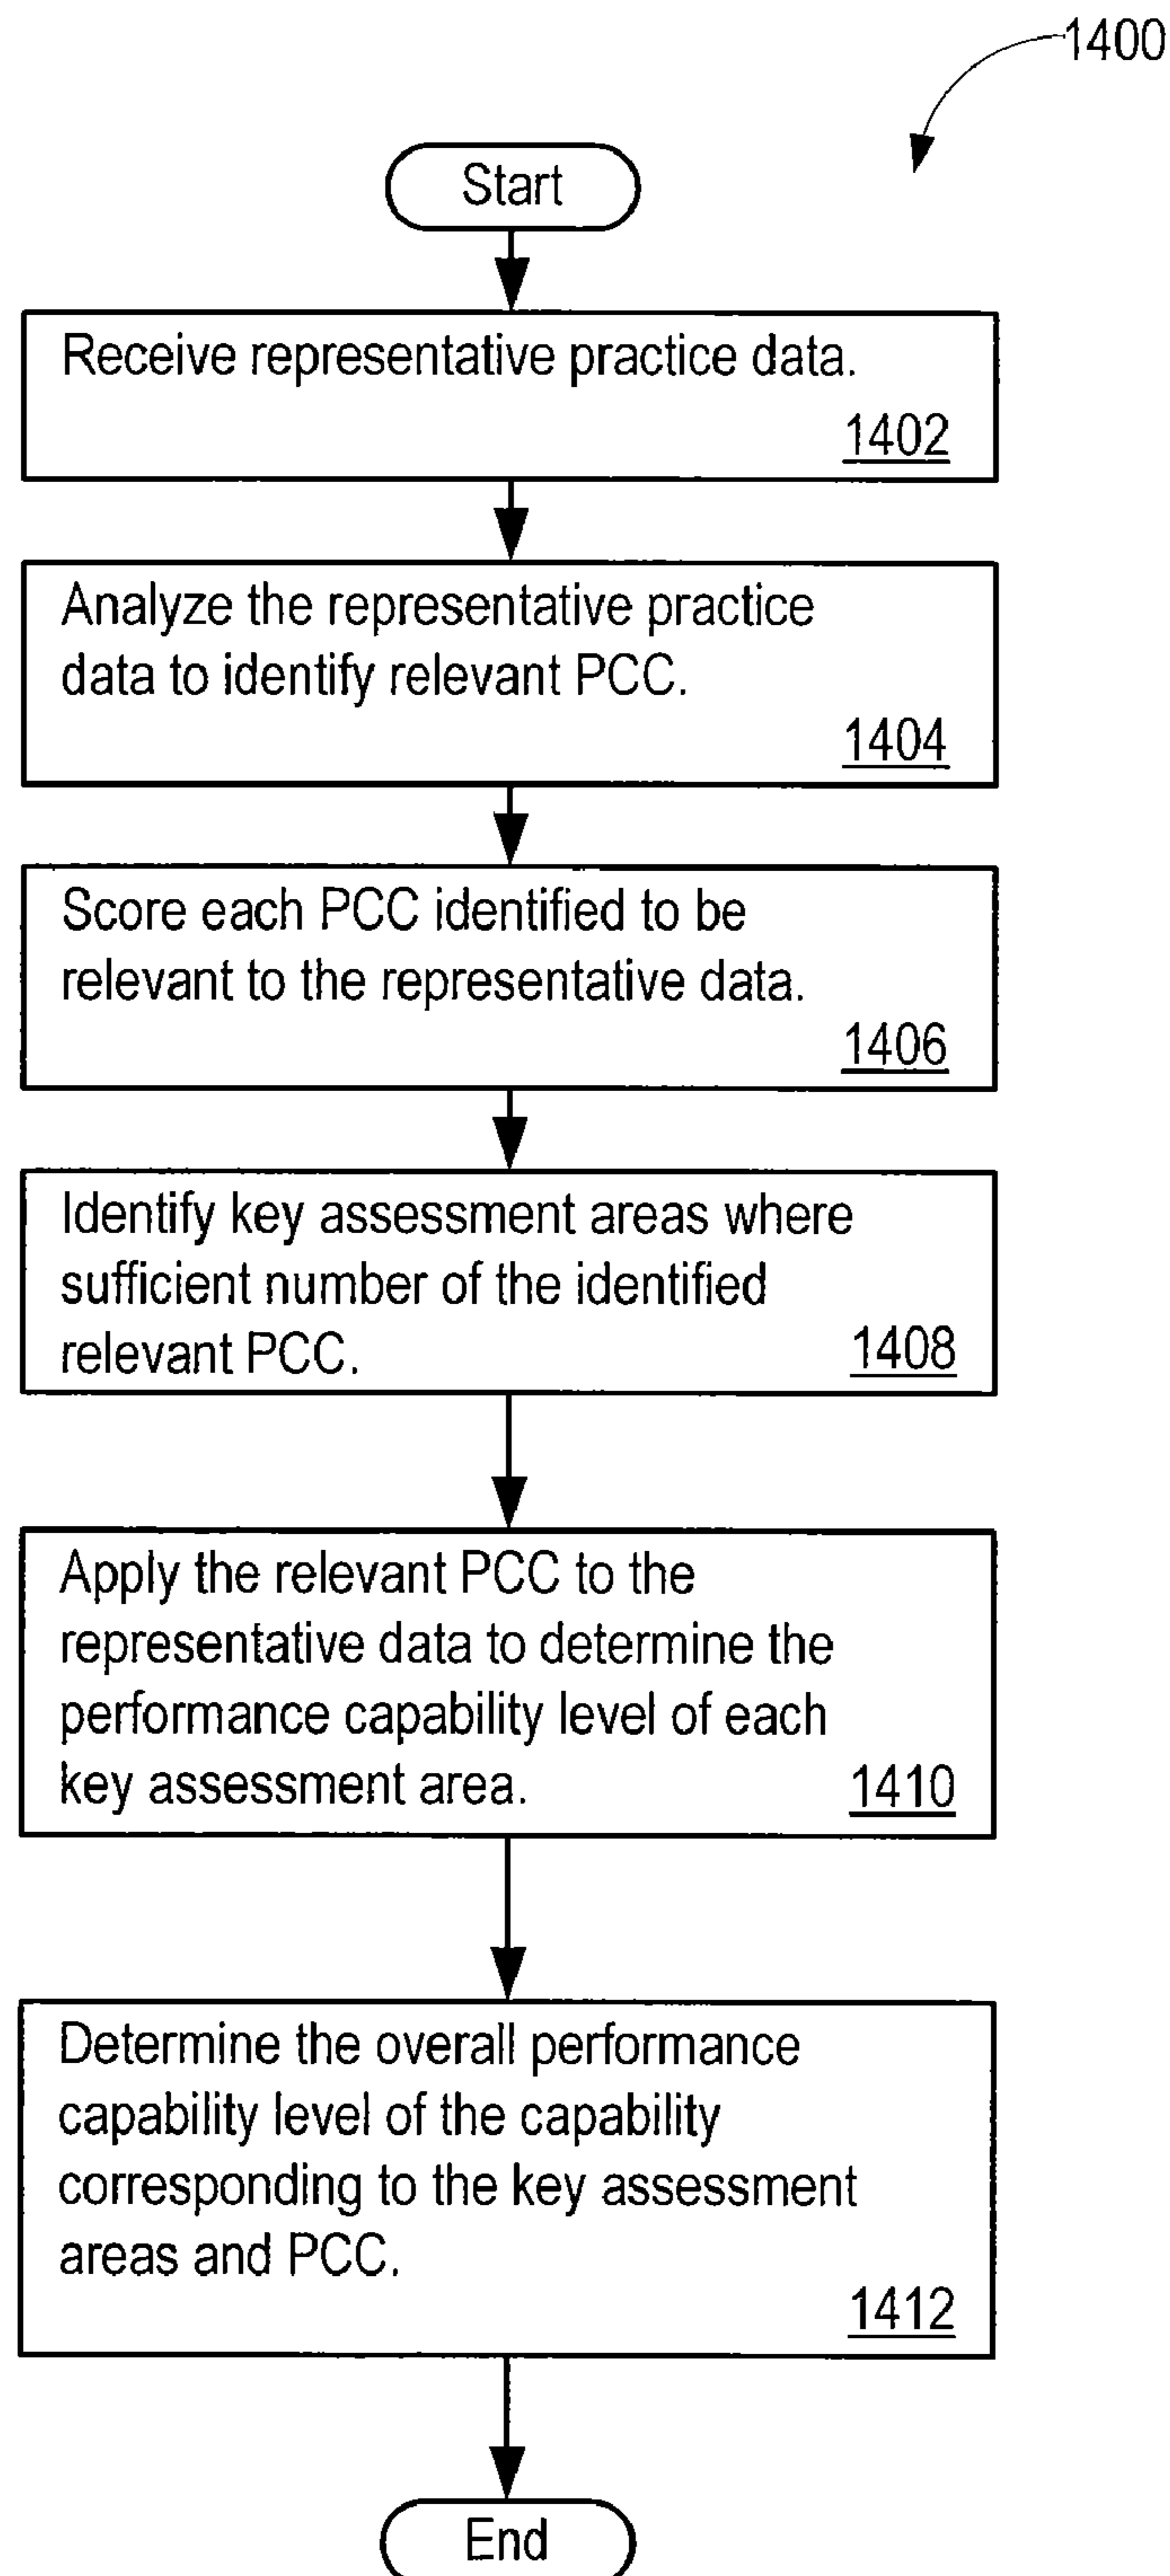 1400
Start
Receive representative practice data.
1402
Analyze the representative practice
data to identify relevant PCC.
1404
Score each PCC identified to be
relevant to the representative data.
1406
Identify key assessment areas where
sufficient number of the identified
relevant PCC.
1408
Apply the relevant PCC to the
representative data to determine the
performance capability level of each
key assessment area.
1410
Determine the overall performance
capability level of the capability
corresponding to the key assessment
areas and PCC.
1412
End